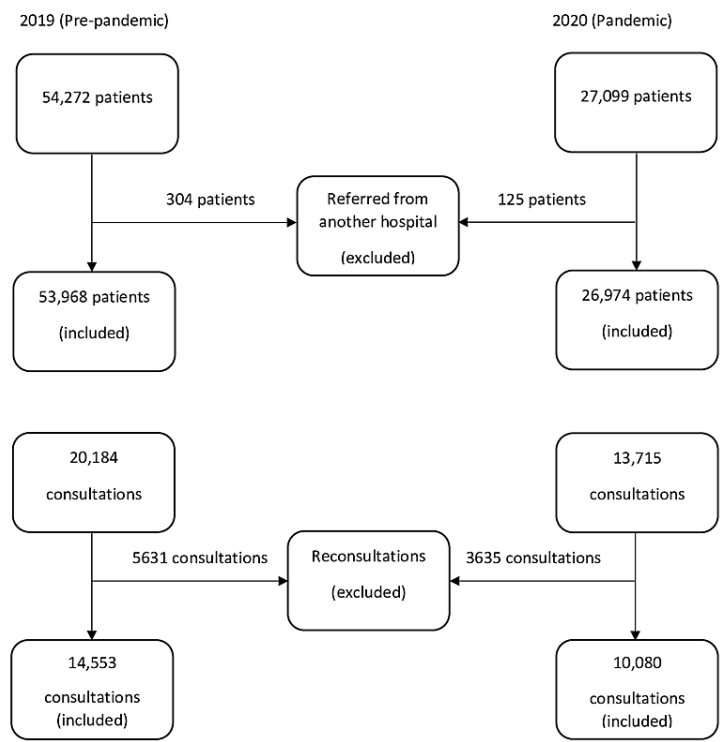 2019 (Pre-pandemic)
2020 (Pandemic)
54,272 patients
27,099 patients
304 patients
Referred from
another hospital
(excluded)
125 patients
53,968 patients
(included)
26,974 patients
(included)
20,184
consultations
13,715
consultations
5631 consultations
Reconsultations
(excluded)
3635 consultations
14,553
consultations
(included)
10,080
consultations
(included)